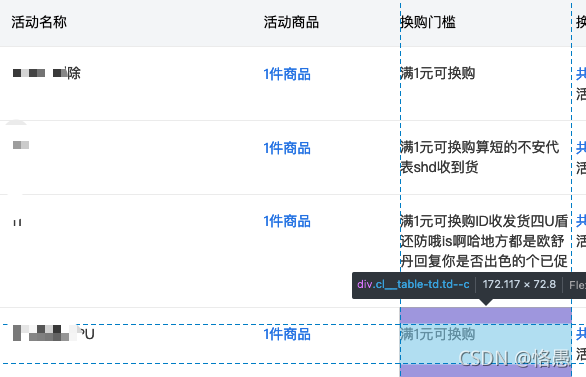 活动名称 活动商品 换购门槛 换
除 1件商品 满1元可换购 共
活
1件商品 满1元可换购算短的不安代 共
表shd收到货 活
1件商品 满1元可换购ID收发货四U盾 共
还防哦is啊哈地方都是欧舒 活
丹回复你是否出色的个已促
div.cl__table-td.td--c 172.117 × 72.8 Flex
PU 1件商品 满1元可换购 共
活
CSDN @恪愚